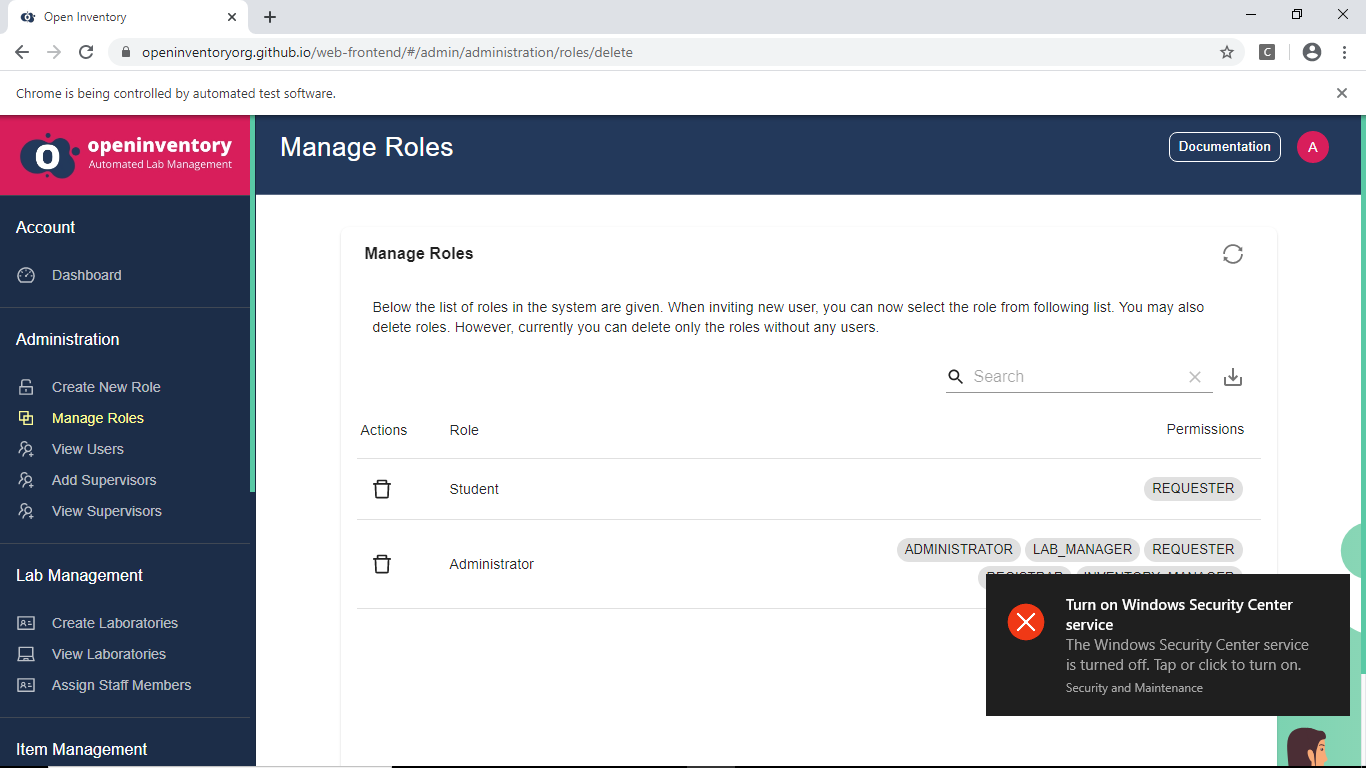 Open Inventory
openinventoryorg.github.io/web-frontend/#/admin/administration/roles/delete
C
Chrome is being controlled by automated test software.
openinventory
Automated Lab Management
Manage Roles
Documentation
A
Account
Dashboard
Administration
Create New Role
Manage Roles
View Users
Add Supervisors
View Supervisors
Lab Management
Create Laboratories
View Laboratories
Assign Staff Members
Item Management
Manage Roles
Below the list of roles in the system are given. When inviting new user, you can now select the role from following list. You may also
delete roles. However, currently you can delete only the roles without any users.
Search
Actions Role Permissions
Student REQUESTER
ADMINISTRATOR LAB_MANAGER REQUESTER
Administrator
REGISTRAR INVENTORY_MANAGER
Turn on Windows Security Center
service
The Windows Security Center service
is turned off. Tap or click to turn on.
Security and Maintenance